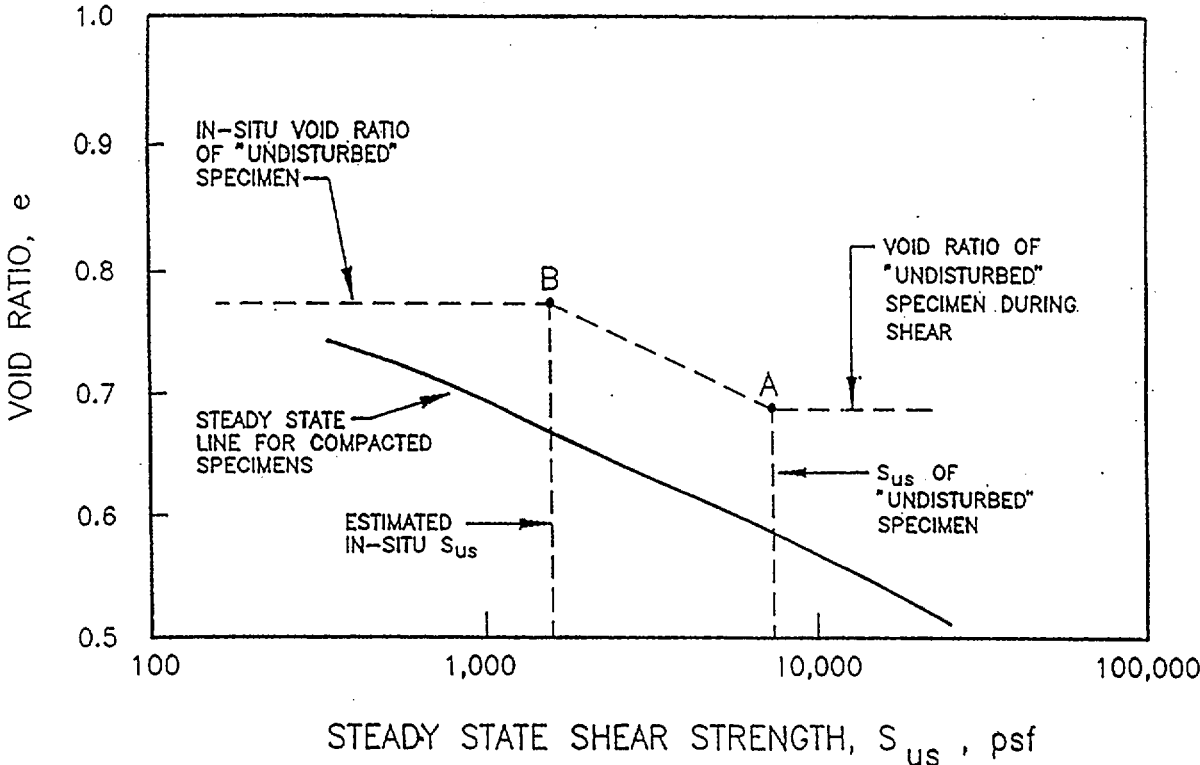 1.0
0.9
0.8
0.7
0.6
0.5
VOID RATIO, e
IN-SITU VOID RATIO
OF "UNDISTURBED"
SPECIMEN
B
A
VOID RATIO OF
"UNDISTURBED"
SPECIMEN DURING
SHEAR
STEADY STATE
LINE FOR COMPACTED
SPECIMENS
ESTIMATED
IN-SITU Sus
Sus OF
"UNDISTURBED"
SPECIMEN
100
1,000
10,000
100,000
STEADY STATE SHEAR STRENGTH, Sus , psf